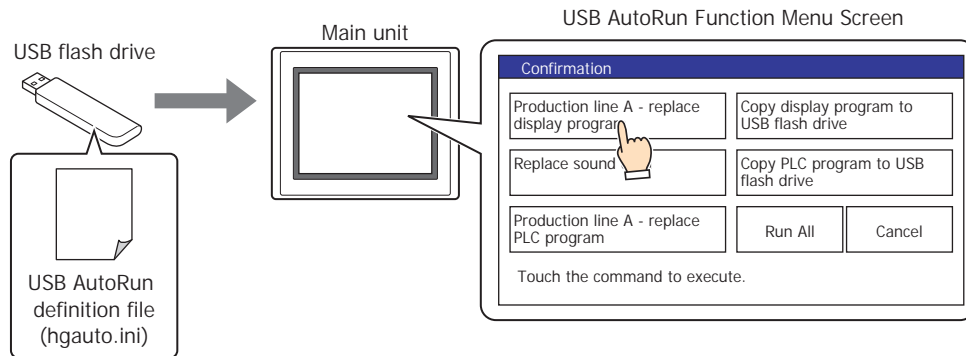 USB AutoRun Function Menu Screen
Main unit
USB flash drive
Confirmation
Production line A - replace
display program
Copy display program to
USB flash drive
Replace sound
Copy PLC program to USB
flash drive
Production line A - replace
PLC program
Run All
Cancel
Touch the command to execute.
USB AutoRun
definition file
(hgauto.ini)